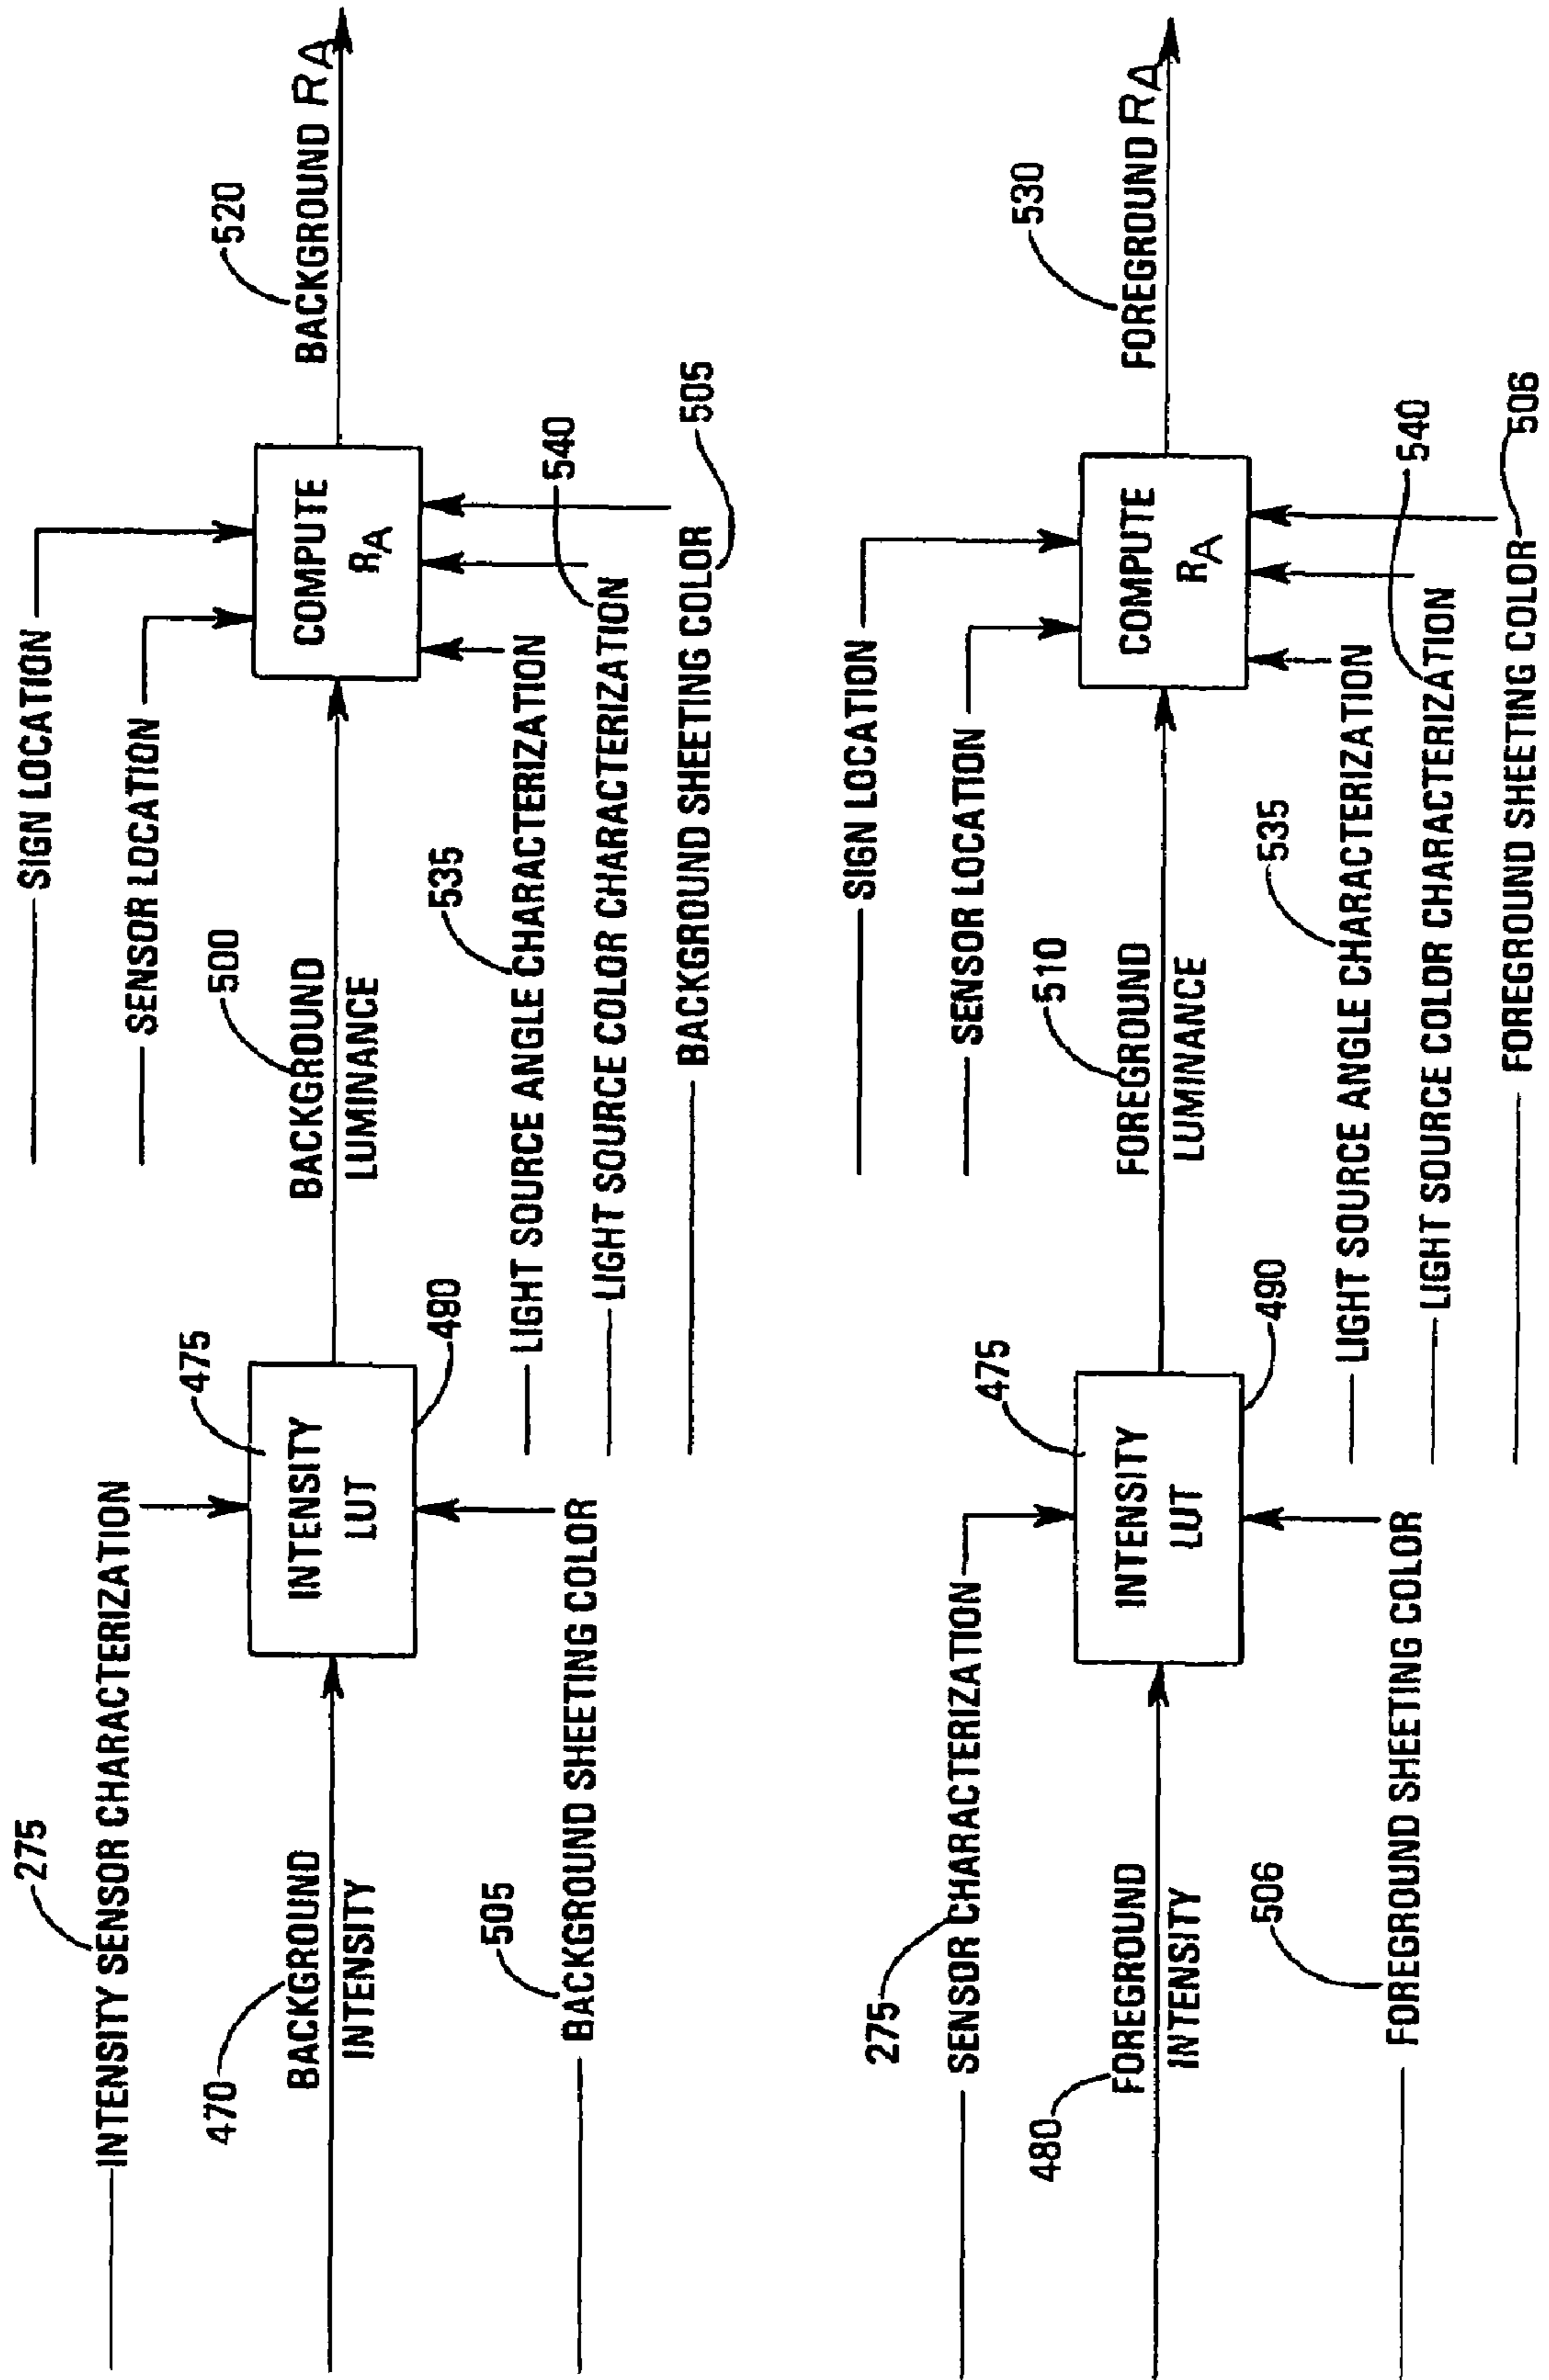 275
INTENSITY SENSOR CHARACTERIZATION
470
BACKGROUND
INTENSITY
505
BACKGROUND SHEETING COLOR
INTENSITY
LUT
475
490
SIGN LOCATION
SENSOR LOCATION
500
BACKGROUND
LUMINANCE
535
LIGHT SOURCE ANGLE CHARACTERIZATION
LIGHT SOURCE COLOR CHARACTERIZATION
540
BACKGROUND SHEETING COLOR
505
COMPUTE
RA
520
BACKGROUND RA
275
SENSOR CHARACTERIZATION
480
FOREGROUND
INTENSITY
506
FOREGROUND SHEETING COLOR
INTENSITY
LUT
475
490
SIGN LOCATION
SENSOR LOCATION
510
FOREGROUND
LUMINANCE
535
LIGHT SOURCE ANGLE CHARACTERIZATION
LIGHT SOURCE COLOR CHARACTERIZATION
540
FOREGROUND SHEETING COLOR
506
COMPUTE
RA
530
FOREGROUND RA